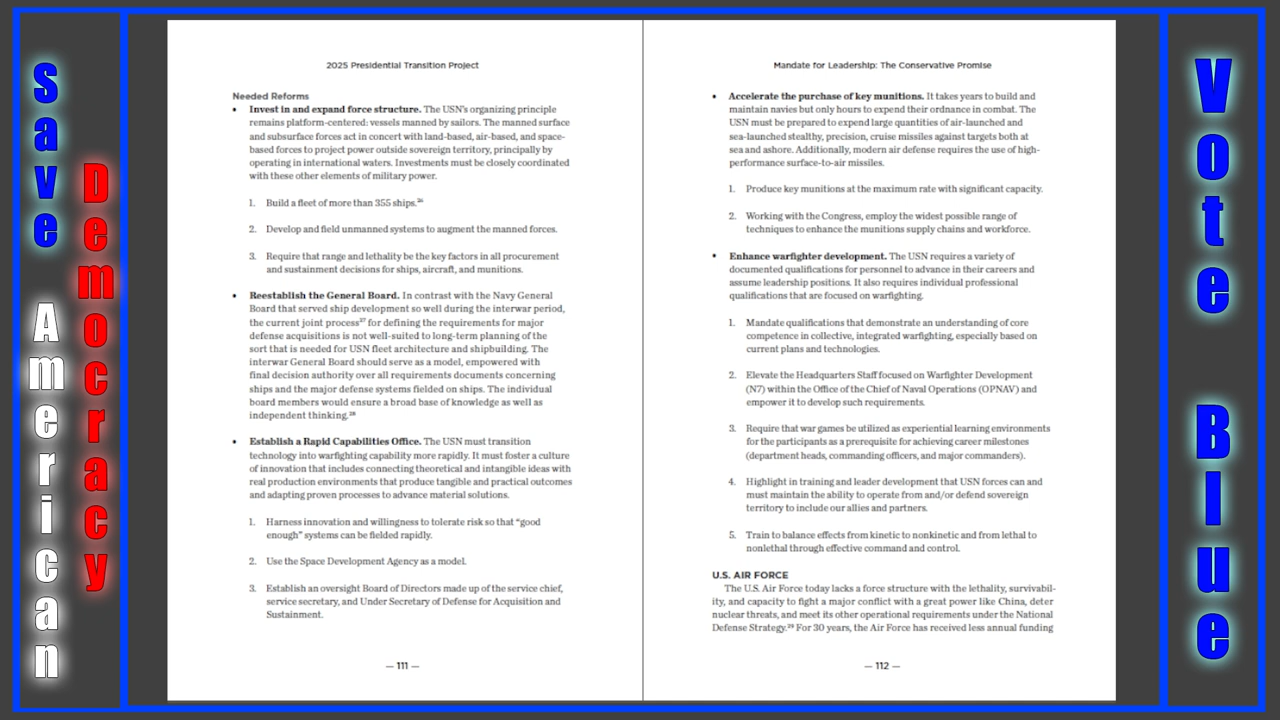 Save American
Democracy
2025 Presidential Transition Project
Needed Reforms
• Invest in and expand force structure. The USN's organizing principle
remains platform-centered: vessels manned by sailors. The manned surface
and subsurface forces act in concert with land-based, air-based, and space-
based forces to project power outside sovereign territory, principally by
operating in international waters. Investments must be closely coordinated
with these other elements of military power.
1. Build a fleet of more than 355 ships.²⁶
2. Develop and field unmanned systems to augment the manned forces.
3. Require that range and lethality be the key factors in all procurement
and sustainment decisions for ships, aircraft, and munitions.
• Reestablish the General Board. In contrast with the Navy General
Board that served ship development so well during the interwar period,
the current joint process²⁷ for defining the requirements for major
defense acquisitions is not well-suited to long-term planning of the
sort that is needed for USN fleet architecture and shipbuilding. The
interwar General Board should serve as a model, empowered with
final decision authority over all requirements documents concerning
ships and the major defense systems fielded on ships. The individual
board members would ensure a broad base of knowledge as well as
independent thinking.²⁸
• Establish a Rapid Capabilities Office. The USN must transition
technology into warfighting capability more rapidly. It must foster a culture
of innovation that includes connecting theoretical and intangible ideas with
real production environments that produce tangible and practical outcomes
and adapting proven processes to advance material solutions.
1. Harness innovation and willingness to tolerate risk so that “good
enough” systems can be fielded rapidly.
2. Use the Space Development Agency as a model.
3. Establish an oversight Board of Directors made up of the service chief,
service secretary, and Under Secretary of Defense for Acquisition and
Sustainment.
— 111 —
Mandate for Leadership: The Conservative Promise
• Accelerate the purchase of key munitions. It takes years to build and
maintain navies but only hours to expend their ordnance in combat. The
USN must be prepared to expend large quantities of air-launched and
sea-launched stealthy, precision, cruise missiles against targets both at
sea and ashore. Additionally, modern air defense requires the use of high-
performance surface-to-air missiles.
1. Produce key munitions at the maximum rate with significant capacity.
2. Working with the Congress, employ the widest possible range of
techniques to enhance the munitions supply chains and workforce.
• Enhance warfighter development. The USN requires a variety of
documented qualifications for personnel to advance in their careers and
assume leadership positions. It also requires individual professional
qualifications that are focused on warfighting.
1. Mandate qualifications that demonstrate an understanding of core
competence in collective, integrated warfighting, especially based on
current plans and technologies.
2. Elevate the Headquarters Staff focused on Warfighter Development
(N7) within the Office of the Chief of Naval Operations (OPNAV) and
empower it to develop such requirements.
3. Require that war games be utilized as experiential learning environments
for the participants as a prerequisite for achieving career milestones
(department heads, commanding officers, and major commanders).
4. Highlight in training and leader development that USN forces can and
must maintain the ability to operate from and/or defend sovereign
territory to include our allies and partners.
5. Train to balance effects from kinetic to nonkinetic and from lethal to
nonlethal through effective command and control.
U.S. AIR FORCE
The U.S. Air Force today lacks a force structure with the lethality, survivabil-
ity, and capacity to fight a major conflict with a great power like China, deter
nuclear threats, and meet its other operational requirements under the National
Defense Strategy.²⁹ For 30 years, the Air Force has received less annual funding
— 112 —
Vote Blue